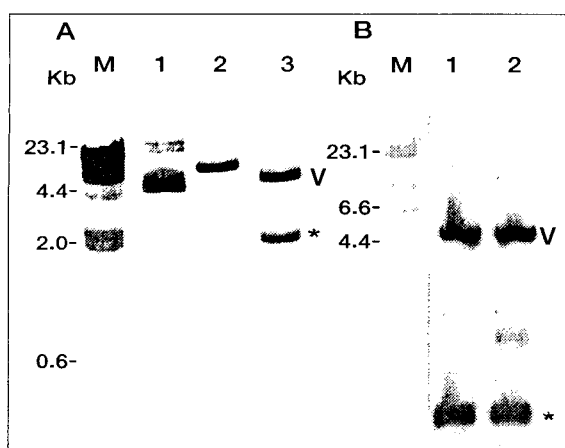 A
B
M 1 2 3
M 1 2
Kb
Kb
23.1-
4.4-
2.0-
0.6-
V
*
23.1-
6.6-
4.4-
V
*